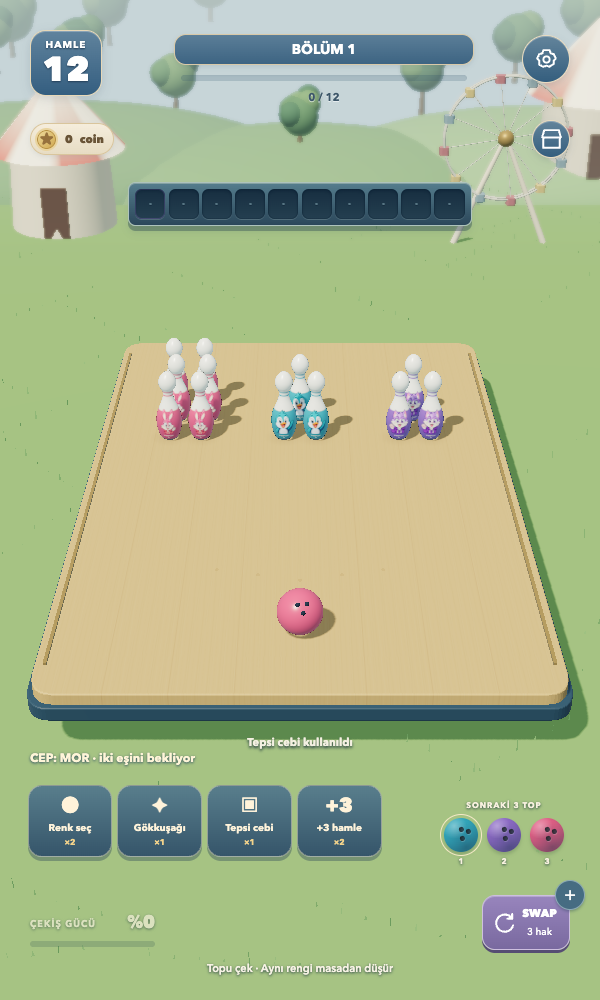 HAMLE
12
BÖLÜM 1
0 / 12
0 coin
- - - - - - - - - -
Tepsi cebi kullanıldı
CEP: MOR · iki eşini bekliyor
Renk seç
×2
Gökkuşağı
×1
Tepsi cebi
×1
+3
+3 hamle
×2
SONRAKİ 3 TOP
1 2 3
ÇEKİŞ GÜCÜ %0
+
SWAP
3 hak
Topu çek · Aynı rengi masadan düşür